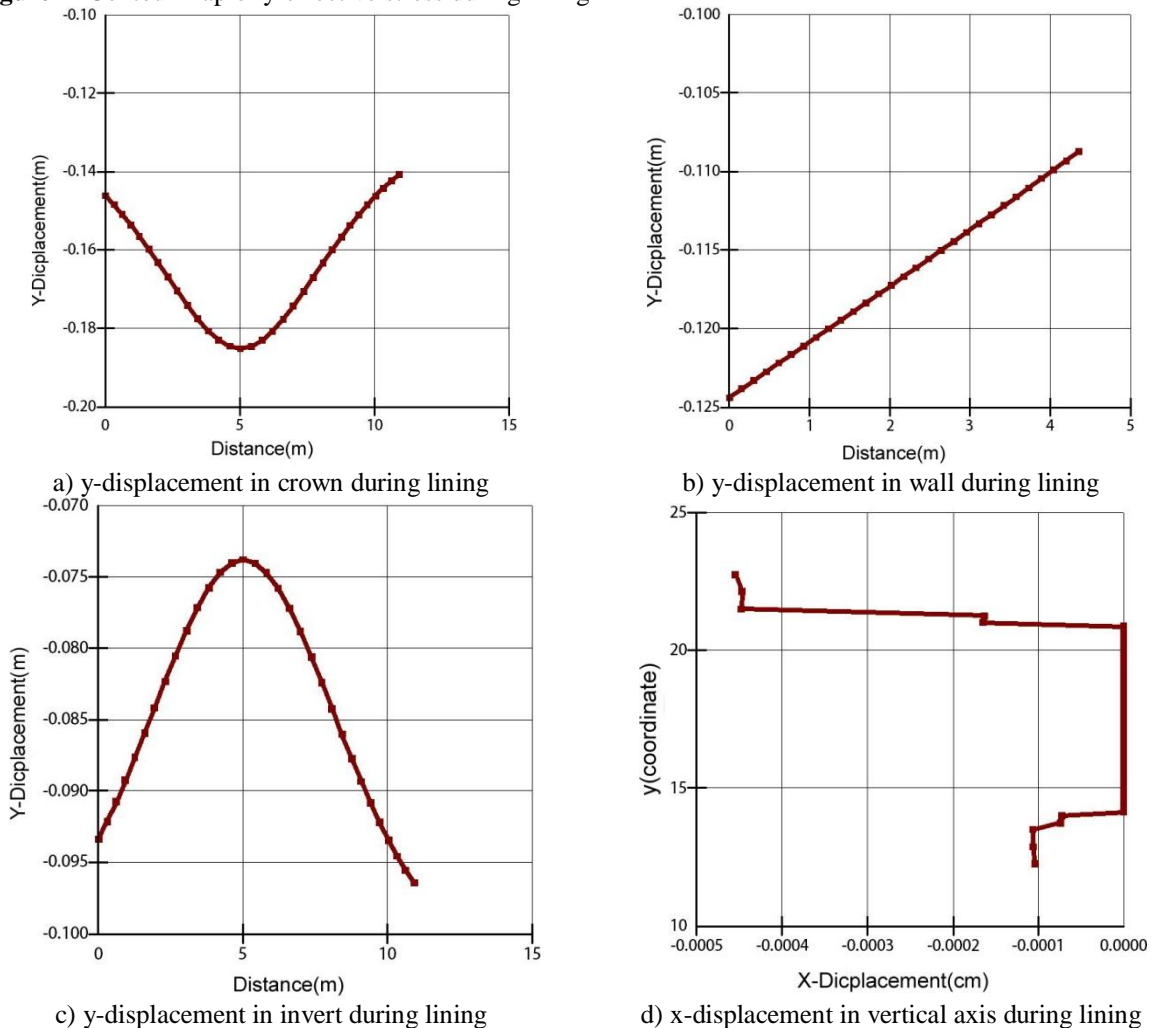 -0.10
-0.12
-0.14
-0.16
-0.18
-0.20
0 5 10 15
Y-Dicplacement(m)
Distance(m)
a) y-displacement in crown during lining
-0.100
-0.105
-0.110
-0.115
-0.120
-0.125
0 1 2 3 4 5
Y-Dicplacement(m)
Distance(m)
b) y-displacement in wall during lining
-0.070
-0.075
-0.080
-0.085
-0.090
-0.095
-0.100
0 5 10 15
Y-Dicplacement(m)
Distance(m)
c) y-displacement in invert during lining
25
20
15
10
-0.0005 -0.0004 -0.0003 -0.0002 -0.0001 0.0000
y(coordinate)
X-Dicplacement(cm)
d) x-displacement in vertical axis during lining